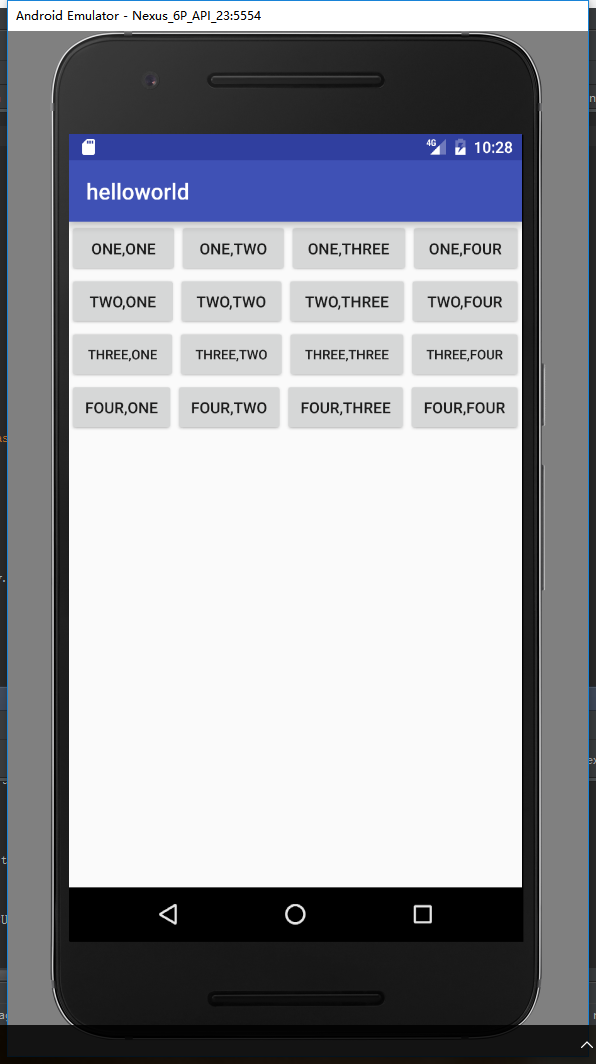 Android Emulator - Nexus_6P_API_23:5554
4G 10:28
helloworld
ONE,ONE ONE,TWO ONE,THREE ONE,FOUR
TWO,ONE TWO,TWO TWO,THREE TWO,FOUR
THREE,ONE THREE,TWO THREE,THREE THREE,FOUR
FOUR,ONE FOUR,TWO FOUR,THREE FOUR,FOUR